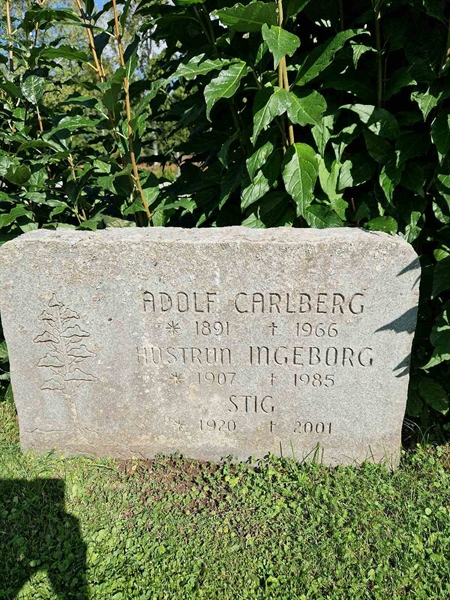 ADOLF CARLBERG
* 1891 † 1966
HUSTRUN INGEBORG
* 1907 † 1985
STIG
* 1920 † 2001